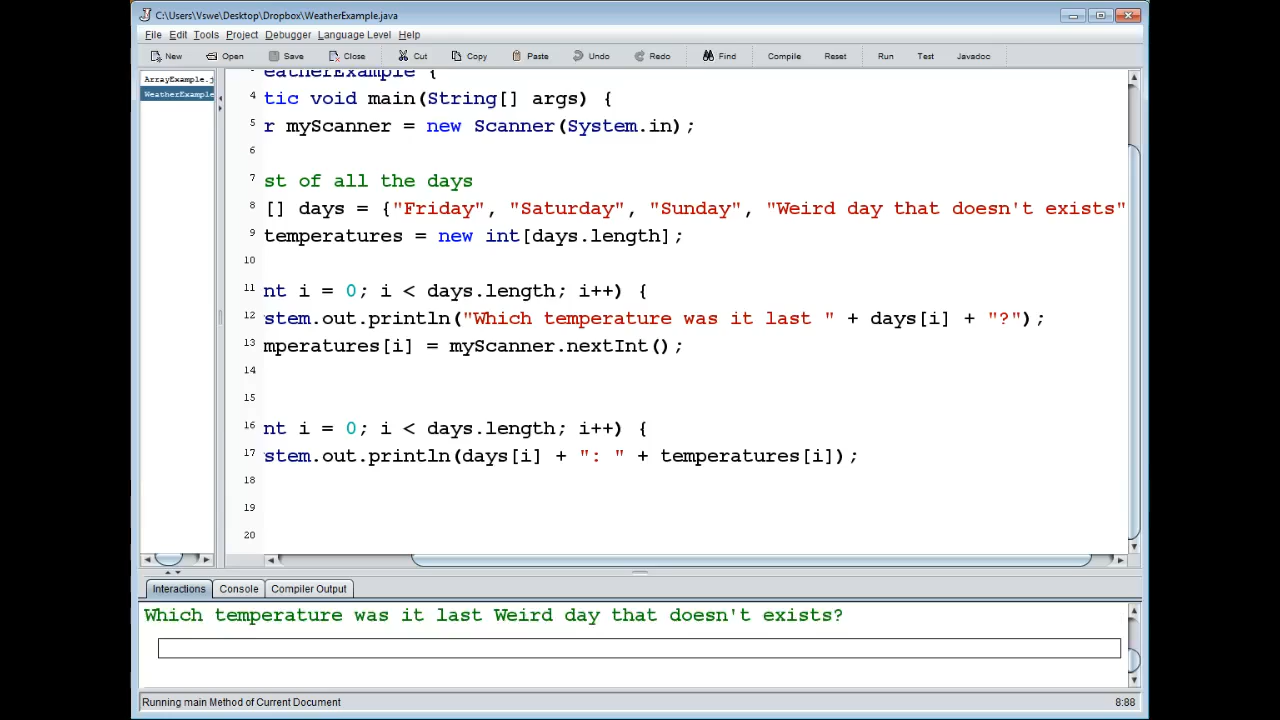 C:\Users\Vswe\Desktop\Dropbox\WeatherExample.java
File Edit Tools Project Debugger Language Level Help
New Open Save Close Cut Copy Paste Undo Redo Find Compile Reset Run Test Javadoc
ArrayExample.j
WeatherExample
eatherExample {
4 tic void main(String[] args) {
5 r myScanner = new Scanner(System.in);
6
7 st of all the days
8 [] days = {"Friday", "Saturday", "Sunday", "Weird day that doesn't exists"
9 temperatures = new int[days.length];
10
11 nt i = 0; i < days.length; i++) {
12 stem.out.println("Which temperature was it last " + days[i] + "?");
13 mperatures[i] = myScanner.nextInt();
14
15
16 nt i = 0; i < days.length; i++) {
17 stem.out.println(days[i] + ": " + temperatures[i]);
18
19
20
Interactions Console Compiler Output
Which temperature was it last Weird day that doesn't exists?
Running main Method of Current Document 8:88